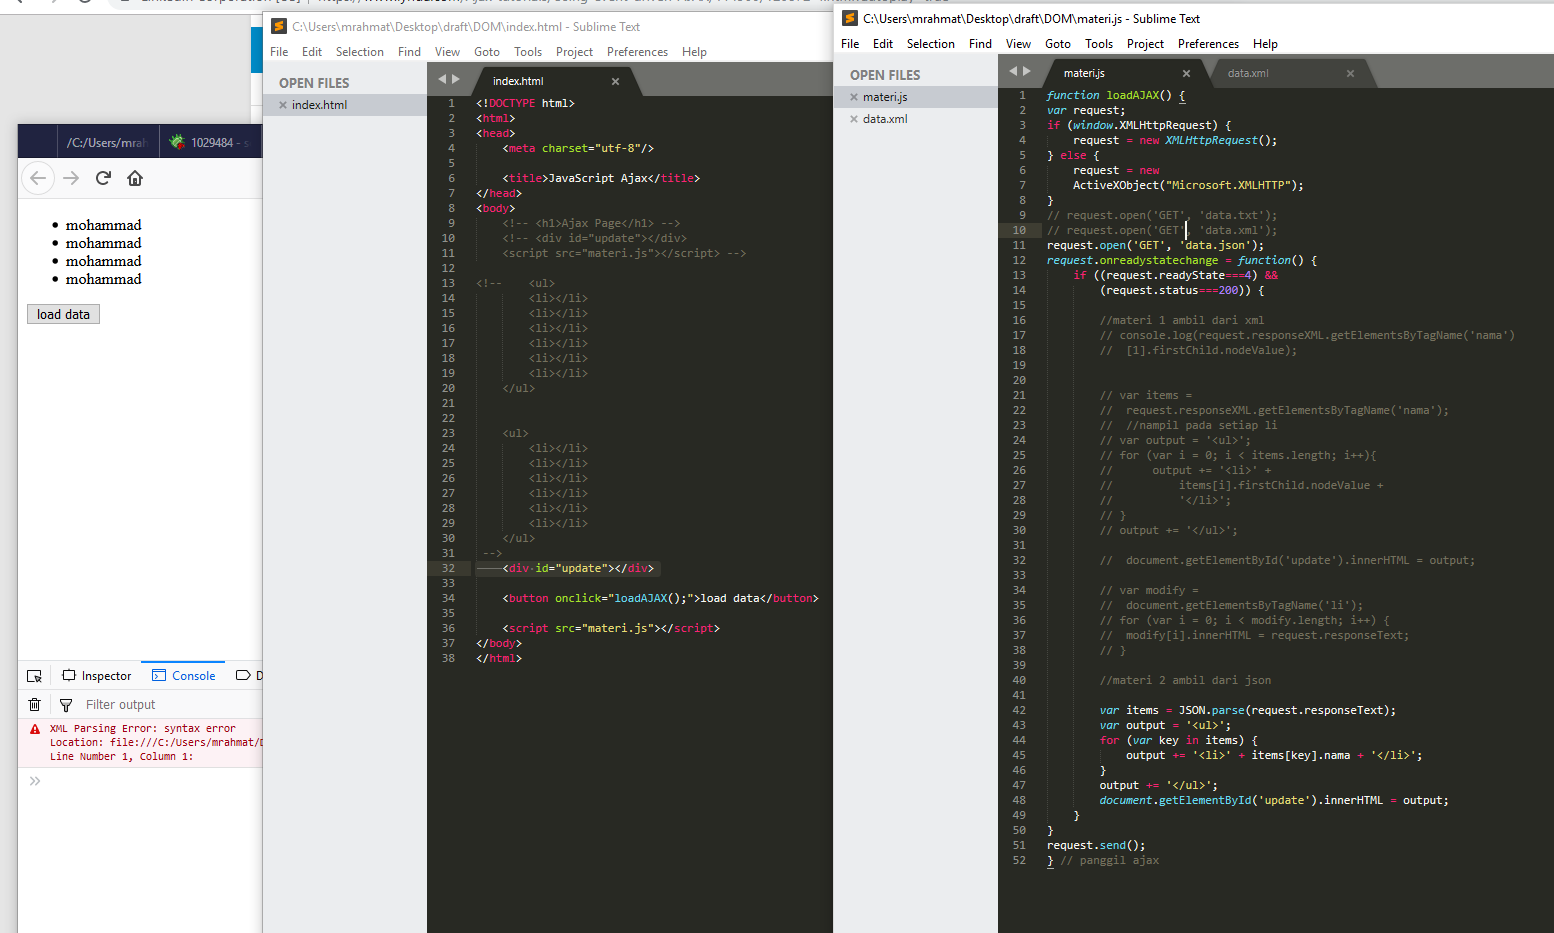 C:\Users\mrahmat\Desktop\draft\DOM\index.html - Sublime Text
File Edit Selection Find View Goto Tools Project Preferences Help
OPEN FILES
index.html
index.html
1 <!DOCTYPE html>
2 <html>
3 <head>
4 <meta charset="utf-8"/>
5
6 <title>JavaScript Ajax</title>
7 </head>
8 <body>
9 <!-- <h1>Ajax Page</h1> -->
10 <!-- <div id="update"></div>
11 <script src="materi.js"></script> -->
12
13 <!-- <ul>
14 <li></li>
15 <li></li>
16 <li></li>
17 <li></li>
18 <li></li>
19 <li></li>
20 </ul>
21
22
23 <ul>
24 <li></li>
25 <li></li>
26 <li></li>
27 <li></li>
28 <li></li>
29 <li></li>
30 </ul>
31 -->
32 <div id="update"></div>
33
34 <button onclick="loadAJAX();">load data</button>
35
36 <script src="materi.js"></script>
37 </body>
38 </html>
C:\Users\mrahmat\Desktop\draft\DOM\materi.js - Sublime Text
File Edit Selection Find View Goto Tools Project Preferences Help
OPEN FILES
materi.js
data.xml
materi.js data.xml
1 function loadAJAX() {
2 var request;
3 if (window.XMLHttpRequest) {
4 request = new XMLHttpRequest();
5 } else {
6 request = new
7 ActiveXObject("Microsoft.XMLHTTP");
8 }
9 // request.open('GET', 'data.txt');
10 // request.open('GET', 'data.xml');
11 request.open('GET', 'data.json');
12 request.onreadystatechange = function() {
13 if ((request.readyState===4) &&
14 (request.status===200)) {
15
16 //materi 1 ambil dari xml
17 // console.log(request.responseXML.getElementsByTagName('nama')
18 // [1].firstChild.nodeValue);
19
20
21 // var items =
22 // request.responseXML.getElementsByTagName('nama');
23 // //nampil pada setiap li
24 // var output = '<ul>';
25 // for (var i = 0; i < items.length; i++){
26 // output += '<li>' +
27 // items[i].firstChild.nodeValue +
28 // '</li>';
29 // }
30 // output += '</ul>';
31
32 // document.getElementById('update').innerHTML = output;
33
34 // var modify =
35 // document.getElementsByTagName('li');
36 // for (var i = 0; i < modify.length; i++) {
37 // modify[i].innerHTML = request.responseText;
38 // }
39
40 //materi 2 ambil dari json
41
42 var items = JSON.parse(request.responseText);
43 var output = '<ul>';
44 for (var key in items) {
45 output += '<li>' + items[key].nama + '</li>';
46 }
47 output += '</ul>';
48 document.getElementById('update').innerHTML = output;
49 }
50 }
51 request.send();
52 } // panggil ajax
/C:/Users/mrah 1029484 - s
mohammad
mohammad
mohammad
mohammad
load data
Inspector Console D
Filter output
XML Parsing Error: syntax error
Location: file:///C:/Users/mrahmat/D
Line Number 1, Column 1: